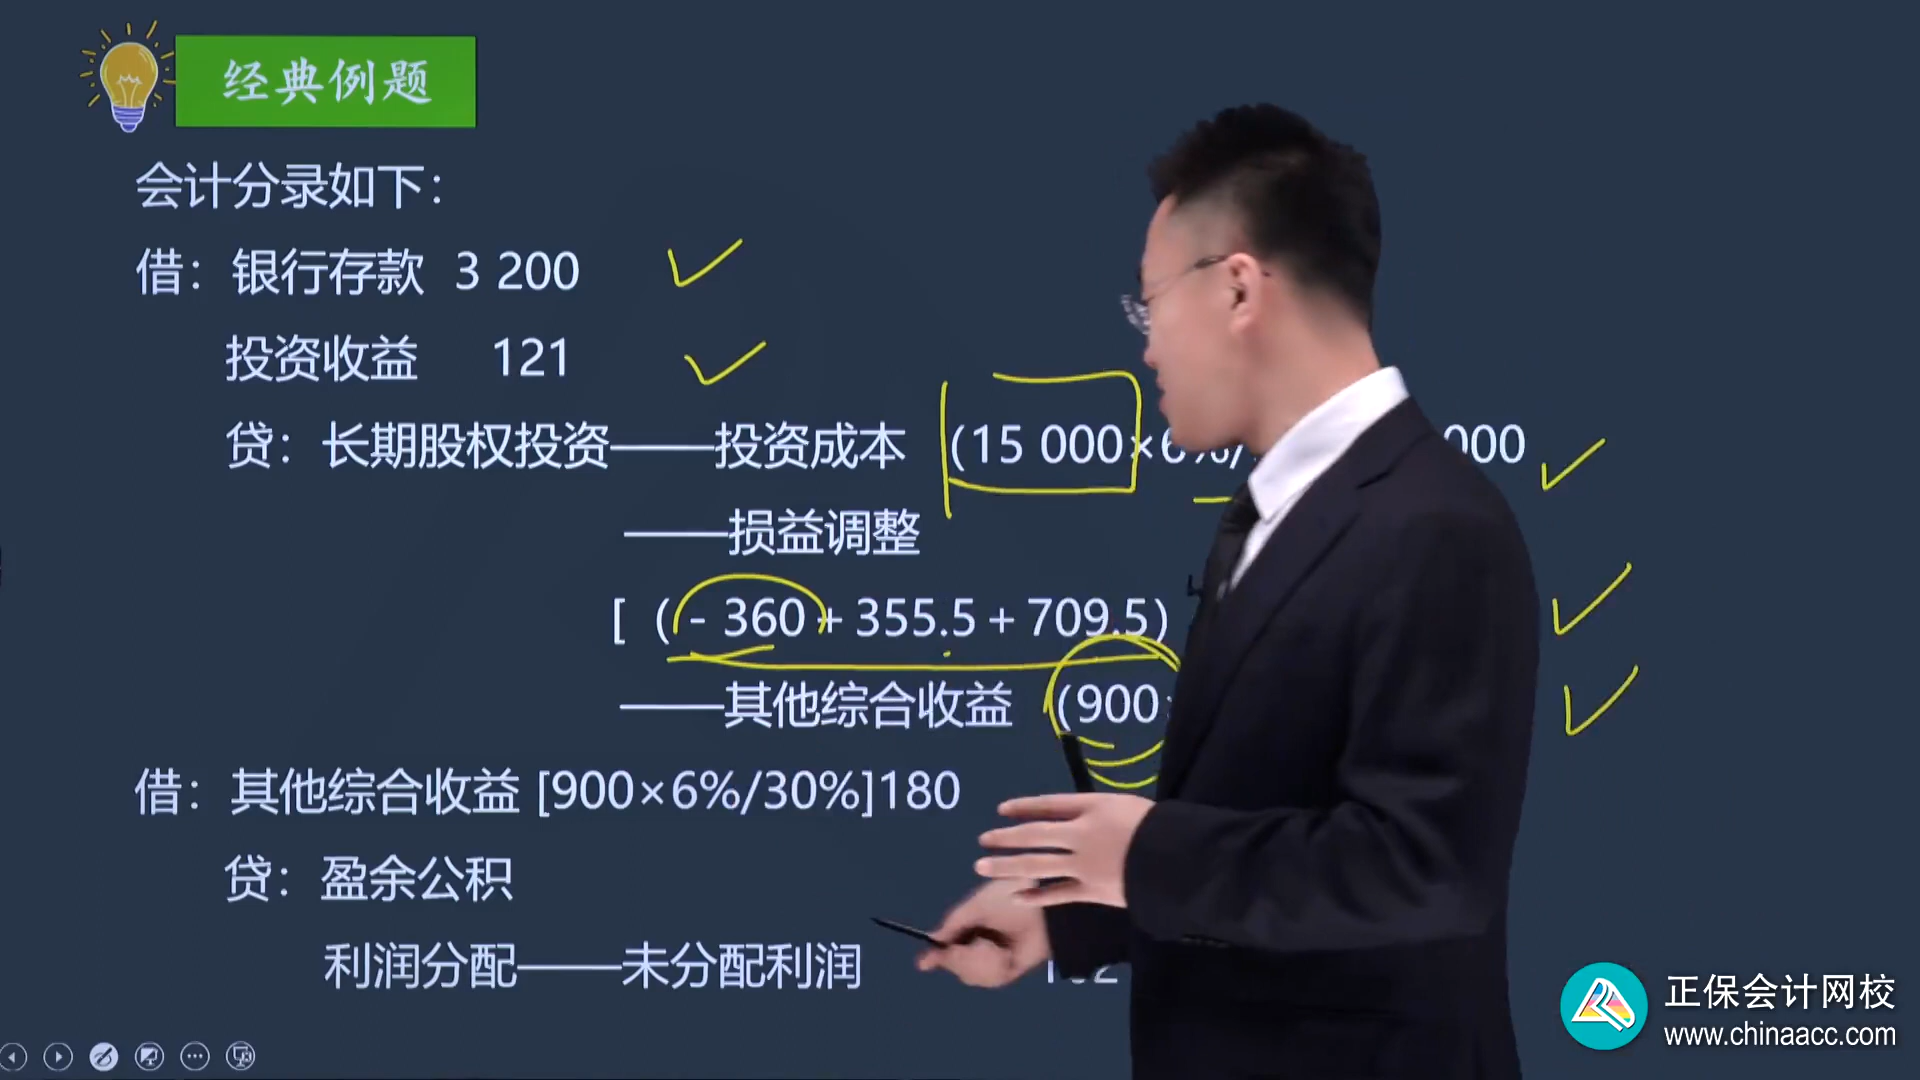 经典例题
会计分录如下：
借：银行存款 3 200
投资收益 121
贷：长期股权投资——投资成本 (15 000×6%/ 000
——损益调整
[ (- 360＋355.5＋709.5)
——其他综合收益 (900
借：其他综合收益 [900×6%/30%]180
贷：盈余公积
利润分配——未分配利润
正保会计网校
www.chinaacc.com